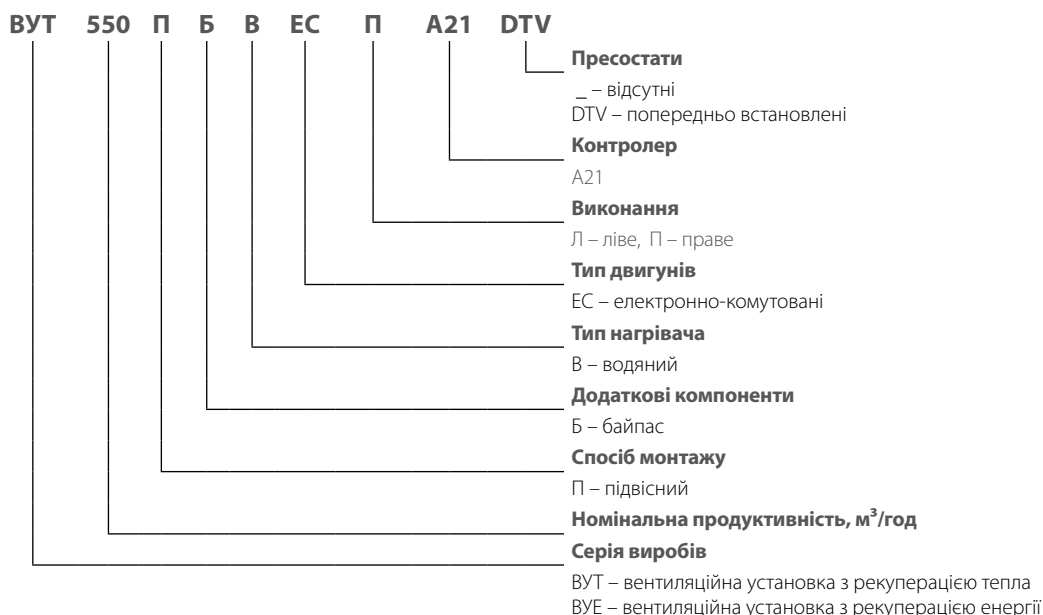 ВУТ 550 П Б В ЕС П А21 DTV
Пресостати
_ – відсутні
DTV – попередньо встановлені
Контролер
А21
Виконання
Л – ліве, П – праве
Тип двигунів
ЕС – електронно-комутовані
Тип нагрівача
В – водяний
Додаткові компоненти
Б – байпас
Спосіб монтажу
П – підвісний
Номінальна продуктивність, м³/год
Серія виробів
ВУТ – вентиляційна установка з рекуперацією тепла
ВУЕ – вентиляційна установка з рекуперацією енергії